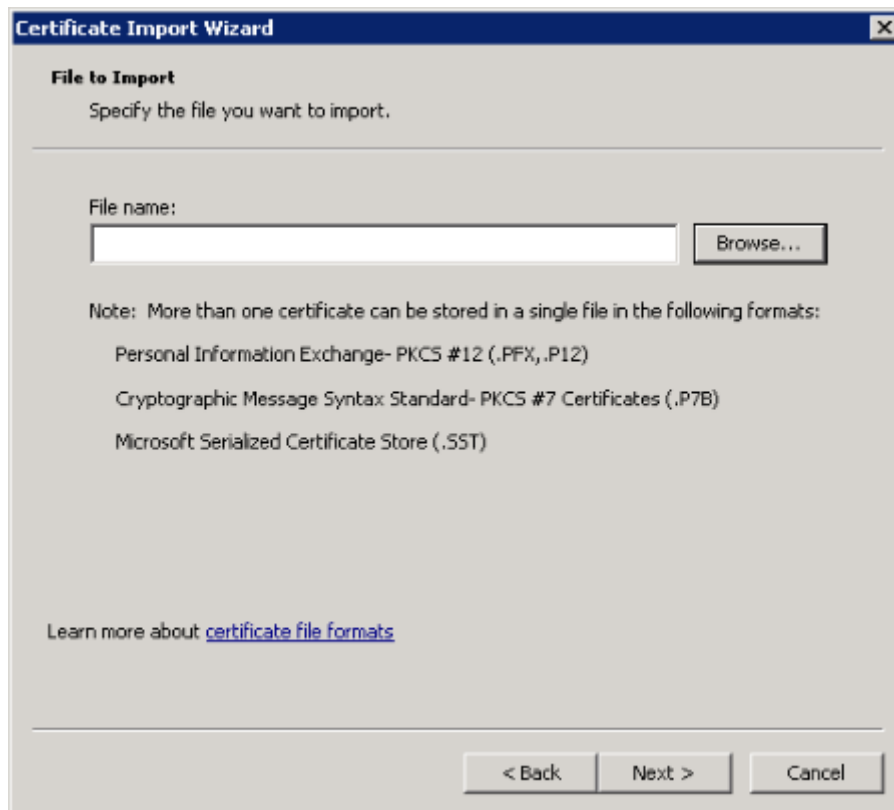 Certificate Import Wizard
File to Import
Specify the file you want to import.
File name:
Browse...
Note:  More than one certificate can be stored in a single file in the following formats:
Personal Information Exchange- PKCS #12 (.PFX,.P12)
Cryptographic Message Syntax Standard- PKCS #7 Certificates (.P7B)
Microsoft Serialized Certificate Store (.SST)
Learn more about certificate file formats
< Back Next > Cancel